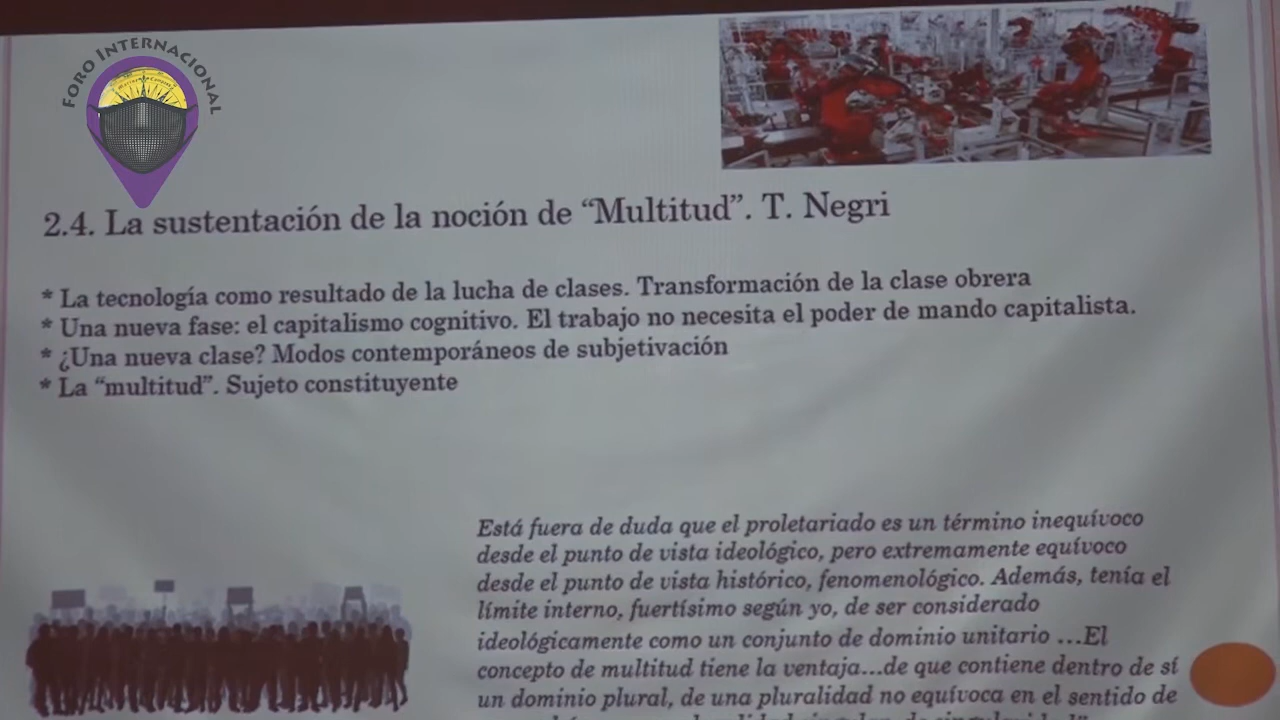 FORO INTERNACIONAL
2.4. La sustentación de la noción de “Multitud”. T. Negri
* La tecnología como resultado de la lucha de clases. Transformación de la clase obrera
* Una nueva fase: el capitalismo cognitivo. El trabajo no necesita el poder de mando capitalista.
* ¿Una nueva clase? Modos contemporáneos de subjetivación
* La “multitud”. Sujeto constituyente
Está fuera de duda que el proletariado es un término inequívoco
desde el punto de vista ideológico, pero extremamente equívoco
desde el punto de vista histórico, fenomenológico. Además, tenía el
límite interno, fuertísimo según yo, de ser considerado
ideológicamente como un conjunto de dominio unitario …El
concepto de multitud tiene la ventaja…de que contiene dentro de sí
un dominio plural, de una pluralidad no equívoca en el sentido de